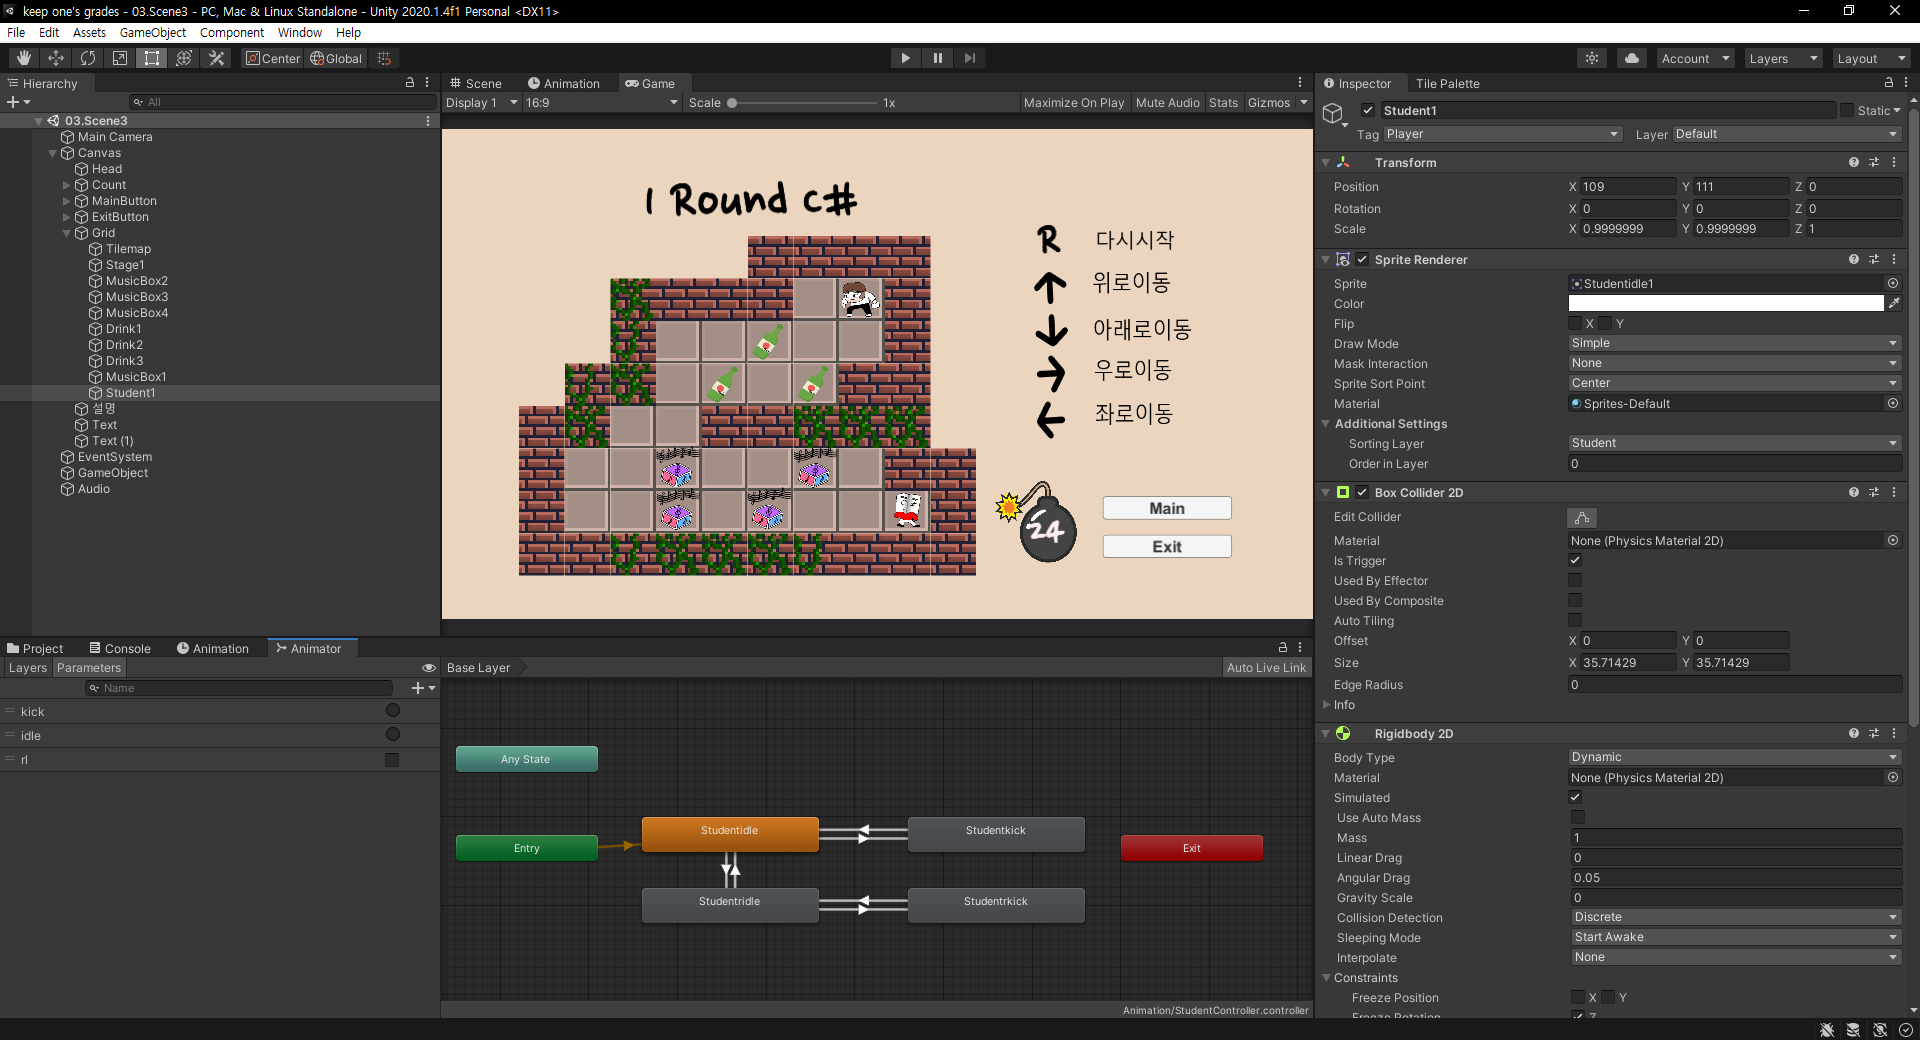 keep one's grades - 03.Scene3 - PC, Mac & Linux Standalone - Unity 2020.1.4f1 Personal <DX11>
File Edit Assets GameObject Component Window Help
Center Global Account Layers Layout
Hierarchy
All
03.Scene3
Main Camera
Canvas
Head
Count
MainButton
ExitButton
Grid
Tilemap
Stage1
MusicBox2
MusicBox3
MusicBox4
Drink1
Drink2
Drink3
MusicBox1
Student1
설명
Text
Text (1)
EventSystem
GameObject
Audio
Scene Animation Game
Display 1 16:9 Scale 1x Maximize On Play Mute Audio Stats Gizmos
1 Round C#
R 다시시작
위로이동
아래로이동
우로이동
좌로이동
24
Main
Exit
Project Console Animation Animator
Layers Parameters Base Layer Auto Live Link
Name
kick
idle
rl
Any State
Entry
Studentidle
Studentkick
Exit
Studentridle
Studentrkick
Animation/StudentController.controller
Inspector Tile Palette
Student1 Static
Tag Player Layer Default
Transform
Position X 109 Y 111 Z 0
Rotation X 0 Y 0 Z 0
Scale X 0.9999999 Y 0.9999999 Z 1
Sprite Renderer
Sprite Studentidle1
Color
Flip X Y
Draw Mode Simple
Mask Interaction None
Sprite Sort Point Center
Material Sprites-Default
Additional Settings
Sorting Layer Student
Order in Layer 0
Box Collider 2D
Edit Collider
Material None (Physics Material 2D)
Is Trigger
Used By Effector
Used By Composite
Auto Tiling
Offset X 0 Y 0
Size X 35.71429 Y 35.71429
Edge Radius 0
Info
Rigidbody 2D
Body Type Dynamic
Material None (Physics Material 2D)
Simulated
Use Auto Mass
Mass 1
Linear Drag 0
Angular Drag 0.05
Gravity Scale 0
Collision Detection Discrete
Sleeping Mode Start Awake
Interpolate None
Constraints
Freeze Position X Y
Freeze Rotation Z